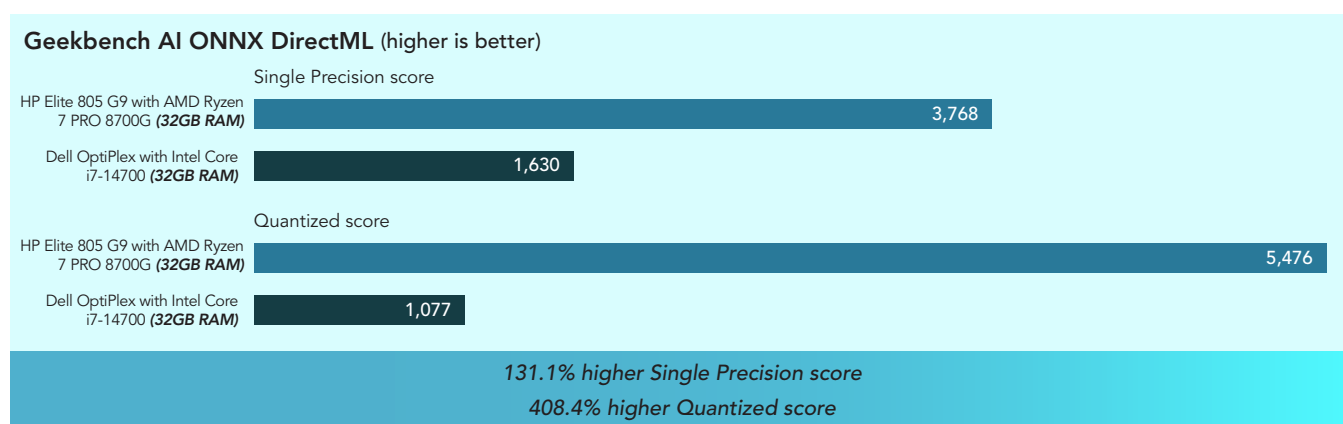 Geekbench AI ONNX DirectML (higher is better)
Single Precision score
HP Elite 805 G9 with AMD Ryzen
7 PRO 8700G (32GB RAM)
3,768
Dell OptiPlex with Intel Core
i7-14700 (32GB RAM)
1,630
Quantized score
HP Elite 805 G9 with AMD Ryzen
7 PRO 8700G (32GB RAM)
5,476
Dell OptiPlex with Intel Core
i7-14700 (32GB RAM)
1,077
131.1% higher Single Precision score
408.4% higher Quantized score